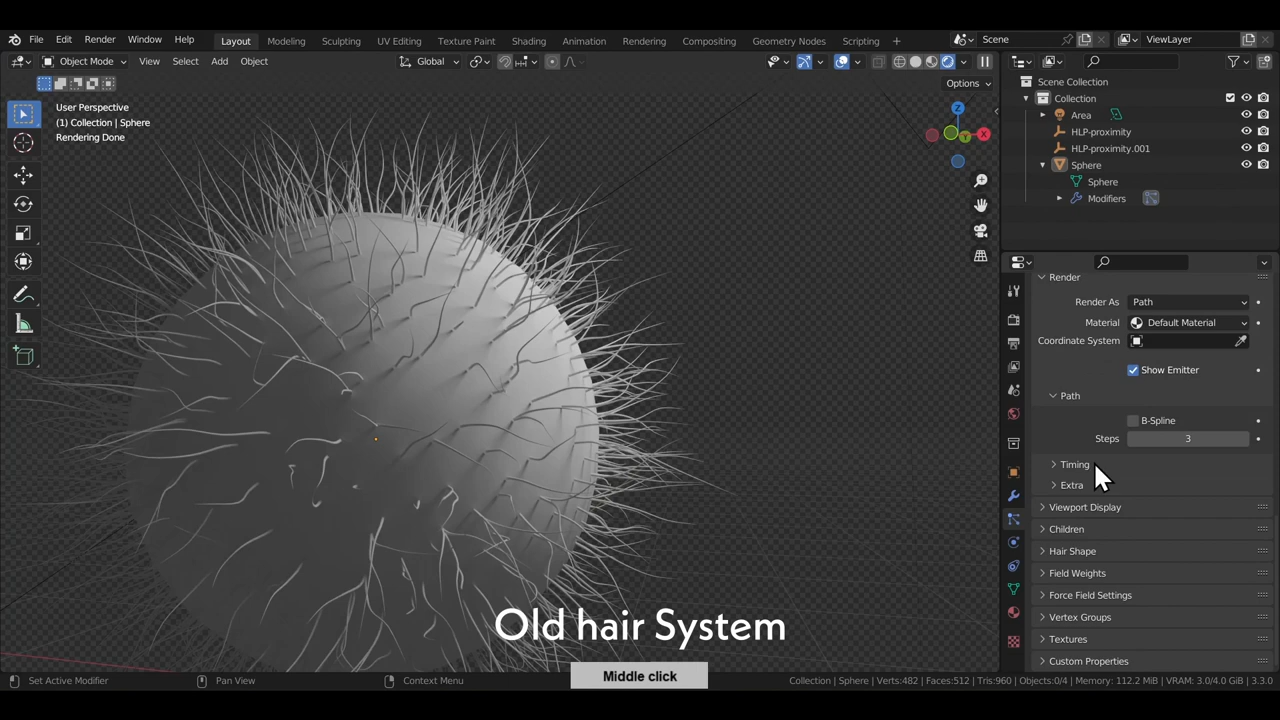 File Edit Render Window Help
Layout Modeling Sculpting UV Editing Texture Paint Shading Animation Rendering Compositing Geometry Nodes Scripting +
Scene
ViewLayer
Object Mode View Select Add Object
Global
Options
User Perspective
(1) Collection | Sphere
Rendering Done
Z
X
Y
Scene Collection
Collection
Area
HLP-proximity
HLP-proximity.001
Sphere
Sphere
Modifiers
Render
Render As Path
Material Default Material
Coordinate System
Show Emitter
Path
B-Spline
Steps 3
Timing
Extra
Viewport Display
Children
Hair Shape
Field Weights
Force Field Settings
Vertex Groups
Textures
Custom Properties
Old hair System
Middle click
Set Active Modifier
Pan View
Context Menu
Collection | Sphere | Verts:482 | Faces:512 | Tris:960 | Objects:0/4 | Memory: 112.2 MiB | VRAM: 3.0/4.0 GiB | 3.3.0